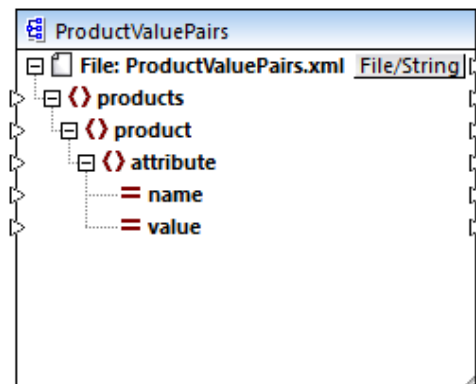 ProductValuePairs
File: ProductValuePairs.xml File/String
{} products
{} product
{} attribute
= name
= value